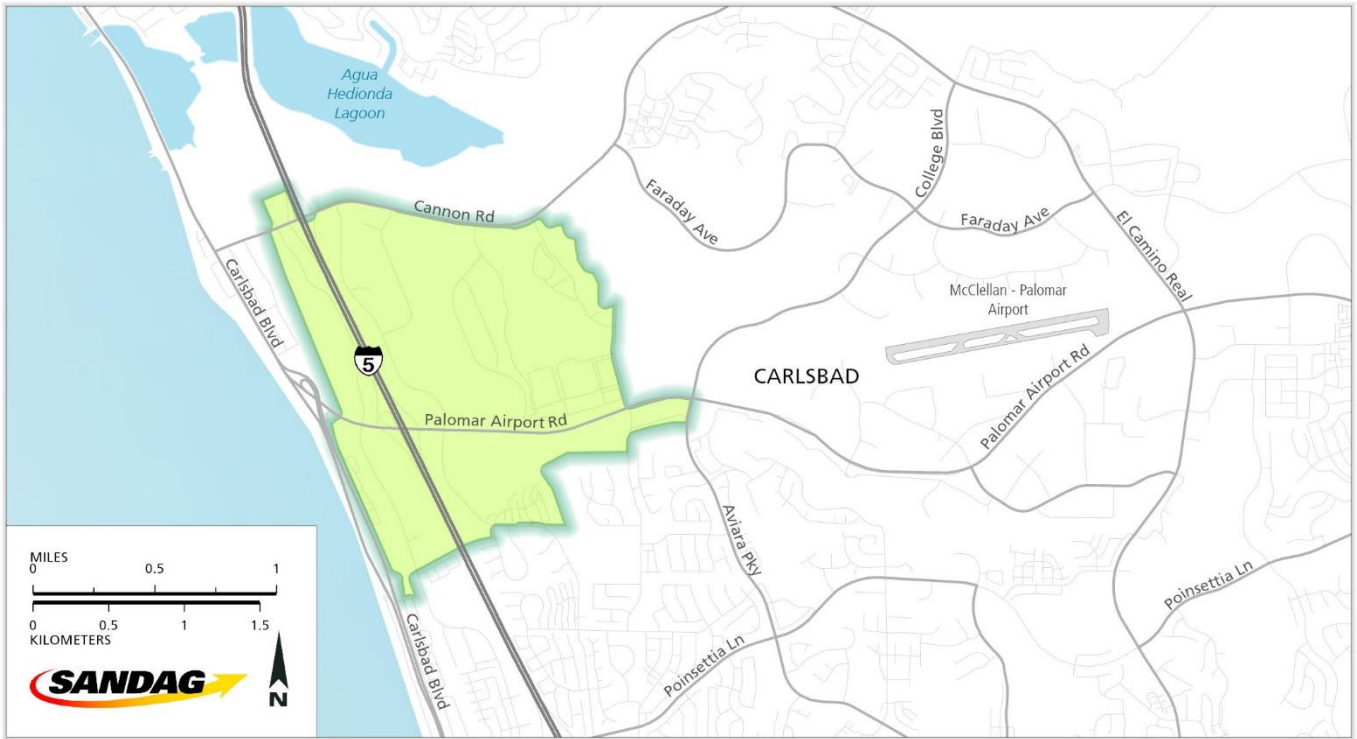 Agua
Hedionda
Lagoon
Cannon Rd
Faraday Ave
College Blvd
Faraday Ave
El Camino Real
Carlsbad Blvd
McClellan - Palomar
Airport
5
CARLSBAD
Palomar Airport Rd
Palomar Airport Rd
Aviara Pky
Poinsettia Ln
Poinsettia Ln
Carlsbad Blvd
MILES
0 0.5 1
0 0.5 1 1.5
KILOMETERS
SANDAG
N